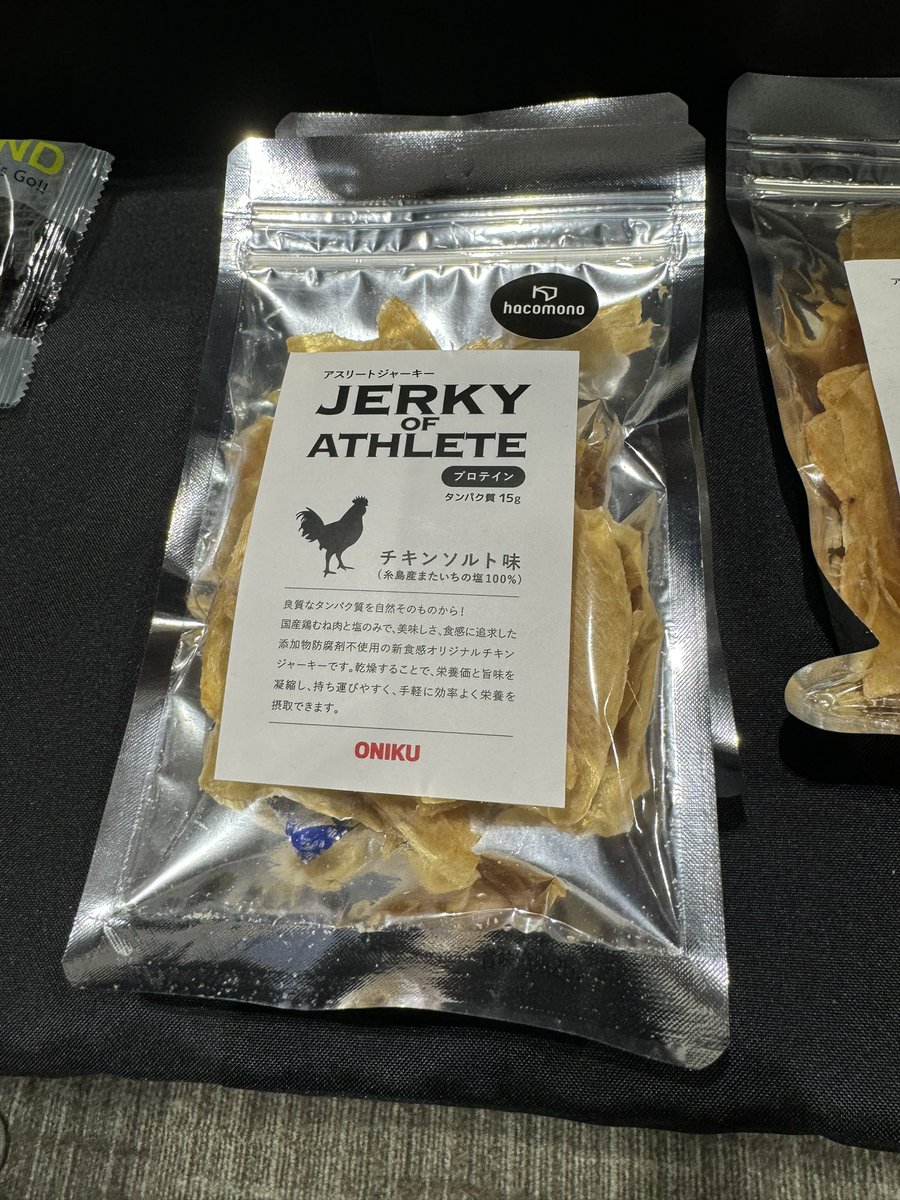 ND
Go!!
hacomono
アスリートジャーキー
JERKY
OF
ATHLETE
プロテイン
タンパク質 15g
チキンソルト味
(糸島産またいちの塩100%)
良質なタンパク質を自然そのものから!
国産鶏むね肉と塩のみで、美味しさ、食感に追求した
添加物防腐剤不使用の新食感オリジナルチキン
ジャーキーです。乾燥することで、栄養価と旨味を
凝縮し、持ち運びやすく、手軽に効率よく栄養を
摂取できます。
ONIKU
ア